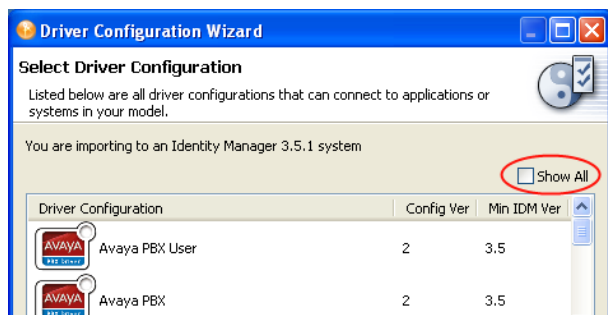 Driver Configuration Wizard
Select Driver Configuration
Listed below are all driver configurations that can connect to applications or
systems in your model.
You are importing to an Identity Manager 3.5.1 system
Show All
Driver Configuration Config Ver Min IDM Ver
AVAYA
PBX Driver
Avaya PBX User 2 3.5
AVAYA
Avaya PBX 2 3.5